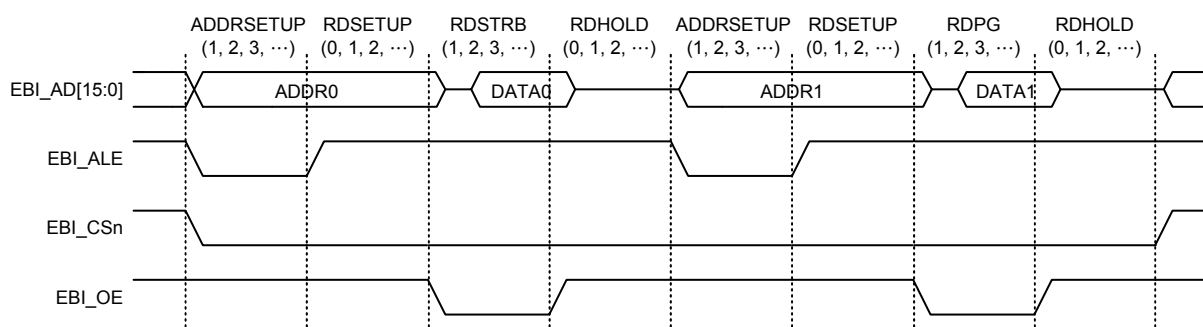 ADDRSETUP RDSETUP RDSTRB RDHOLD ADDRSETUP RDSETUP RDPG RDHOLD
(1, 2, 3, ⋯) (0, 1, 2, ⋯) (1, 2, 3, ⋯) (0, 1, 2, ⋯) (1, 2, 3, ⋯) (0, 1, 2, ⋯) (1, 2, 3, ⋯) (0, 1, 2, ⋯)
EBI_AD[15:0] ADDR0 DATA0 ADDR1 DATA1
EBI_ALE
EBI_CSn
EBI_OE